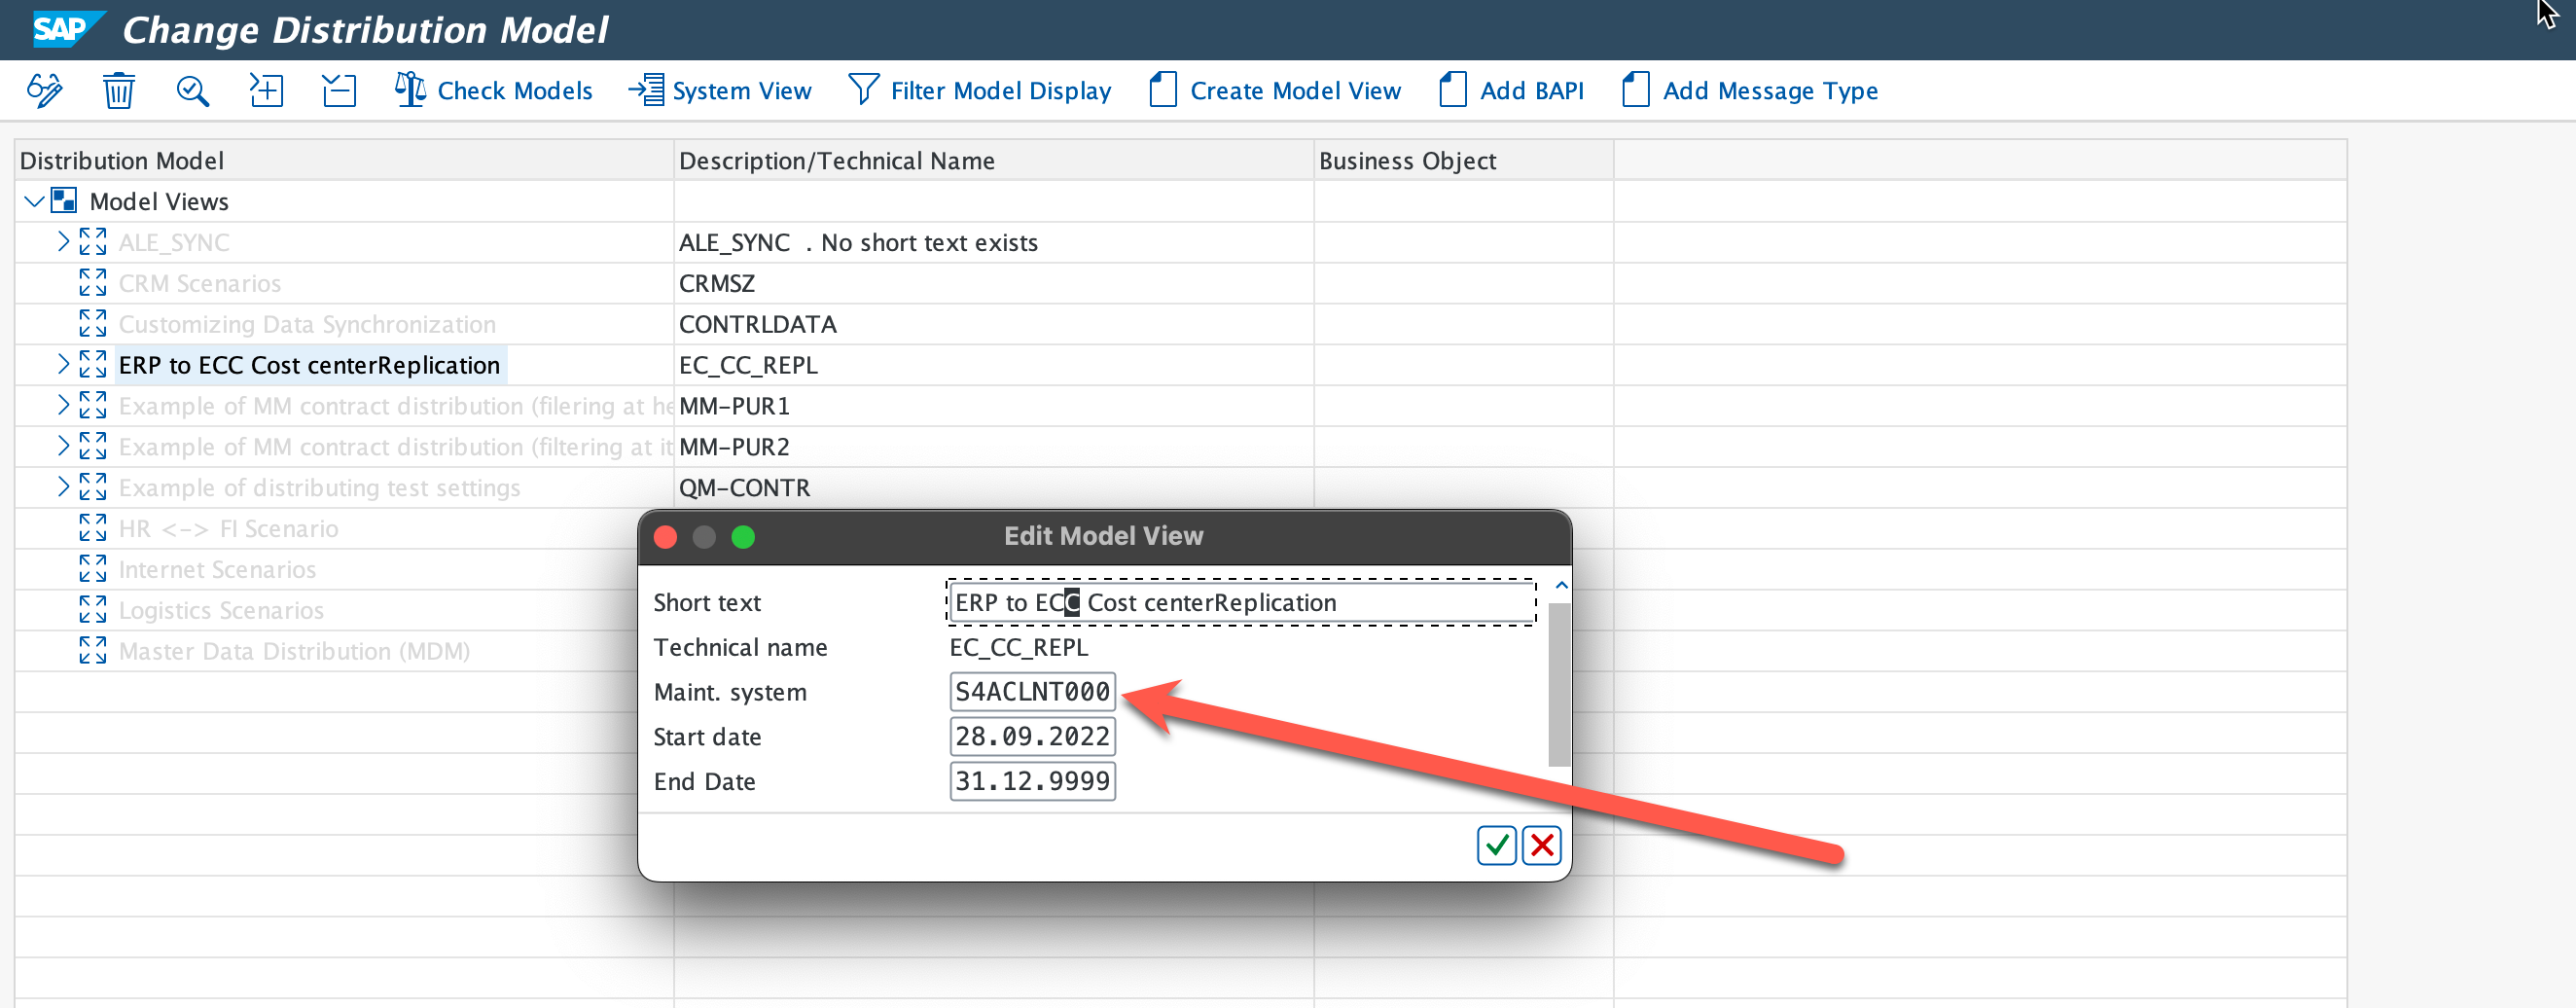 SAP Change Distribution Model
Check Models System View Filter Model Display Create Model View Add BAPI Add Message Type
Distribution Model Description/Technical Name Business Object
Model Views
ALE_SYNC ALE_SYNC . No short text exists
CRM Scenarios CRMSZ
Customizing Data Synchronization CONTRLDATA
ERP to ECC Cost centerReplication EC_CC_REPL
Example of MM contract distribution (filering at he MM-PUR1
Example of MM contract distribution (filtering at it MM-PUR2
Example of distributing test settings QM-CONTR
HR <-> FI Scenario
Internet Scenarios
Logistics Scenarios
Master Data Distribution (MDM)
Edit Model View
Short text ERP to ECC Cost centerReplication
Technical name EC_CC_REPL
Maint. system S4ACLNT000
Start date 28.09.2022
End Date 31.12.9999